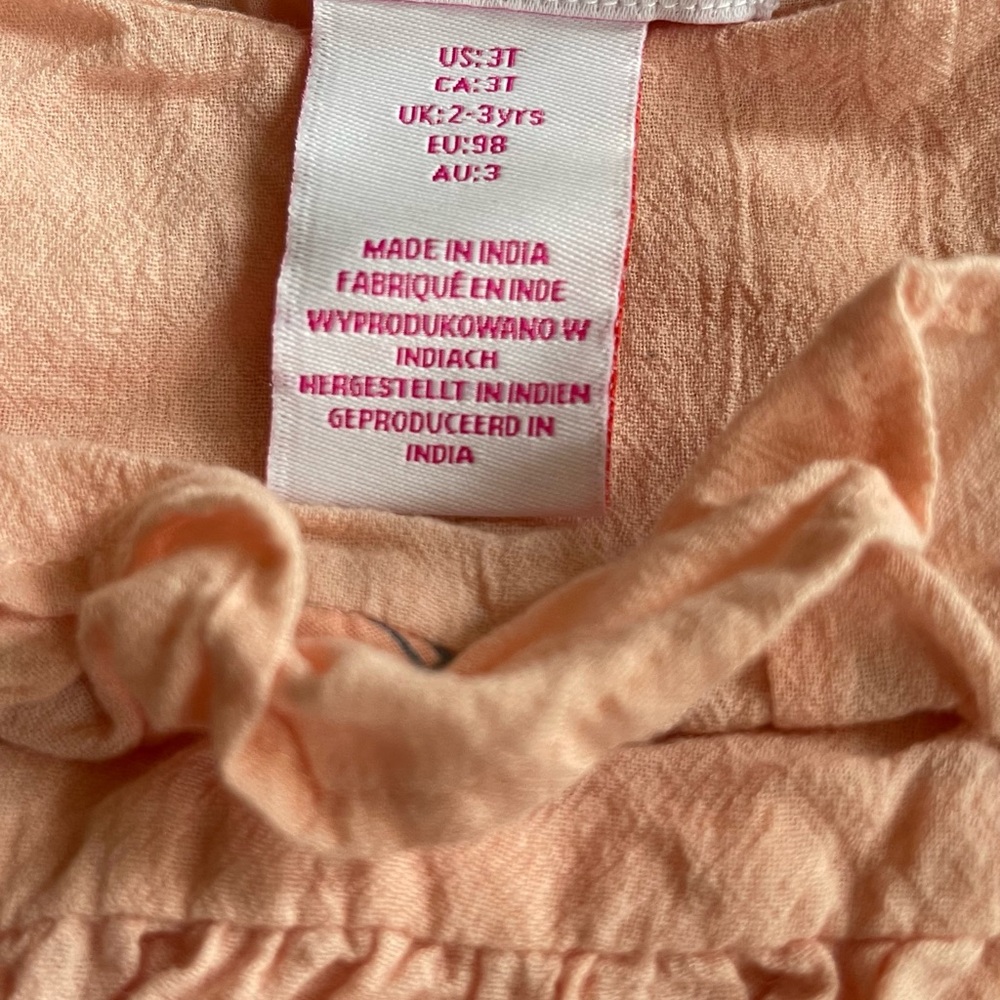 US:3T
CA:3T
UK:2-3yrs
EU:98
AU:3
MADE IN INDIA
FABRIQUÉ EN INDE
WYPRODUKOWANO W
INDIACH
HERGESTELLT IN INDIEN
GEPRODUCEERD IN
INDIA